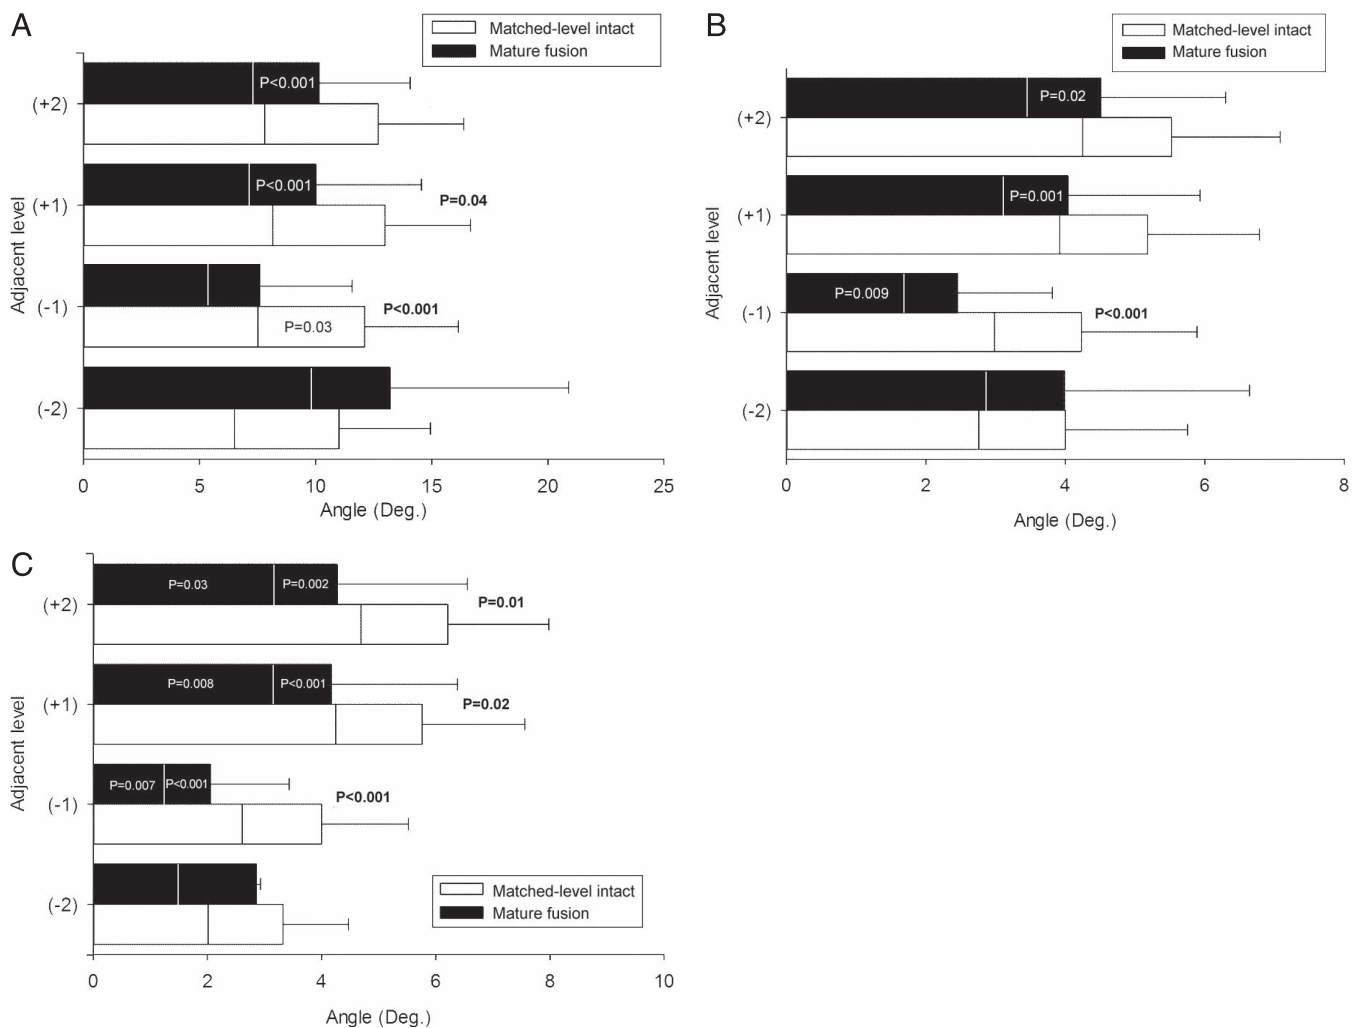 A
Matched-level intact
Mature fusion
Adjacent level
(+2)
P<0.001
(+1)
P<0.001
P=0.04
(-1)
P<0.001
P=0.03
(-2)
0 5 10 15 20 25
Angle (Deg.)
B
Matched-level intact
Mature fusion
Adjacent level
(+2)
P=0.02
(+1)
P=0.001
(-1)
P=0.009
P<0.001
(-2)
0 2 4 6 8
Angle (Deg.)
C
Adjacent level
(+2)
P=0.03 P=0.002
P=0.01
(+1)
P=0.008 P<0.001
P=0.02
(-1)
P=0.007 P<0.001
P<0.001
(-2)
Matched-level intact
Mature fusion
0 2 4 6 8 10
Angle (Deg.)